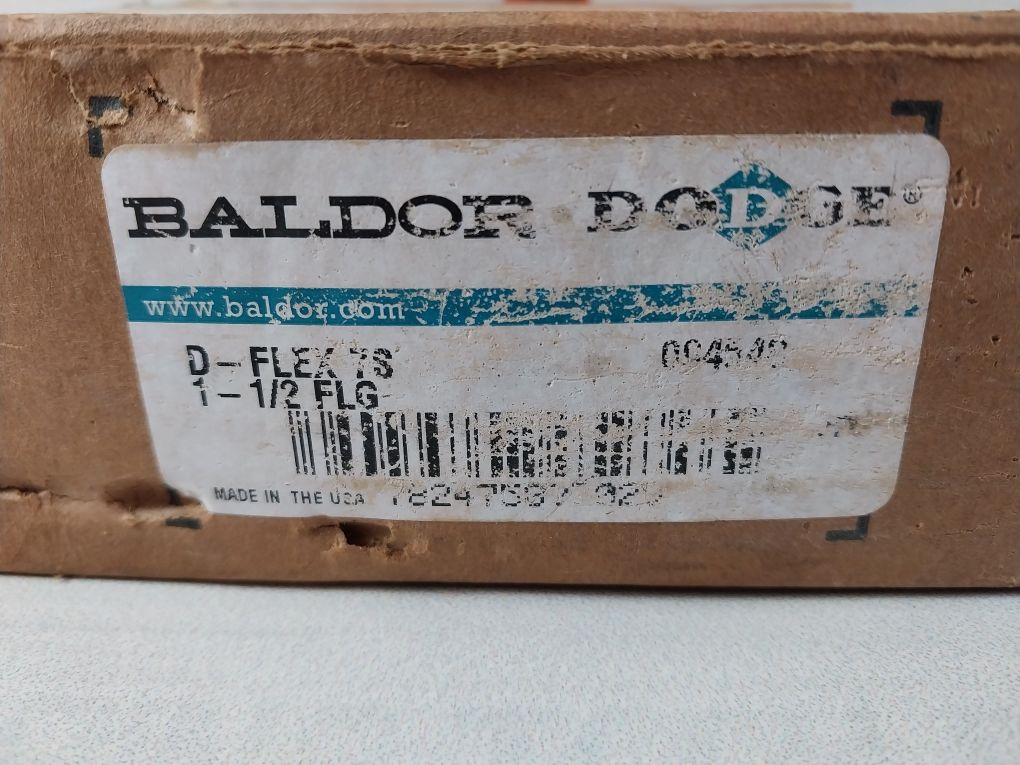 BALDOR · DODGE®
www.baldor.com
D-FLEX 7S
1-1/2 FLG
MADE IN THE USA